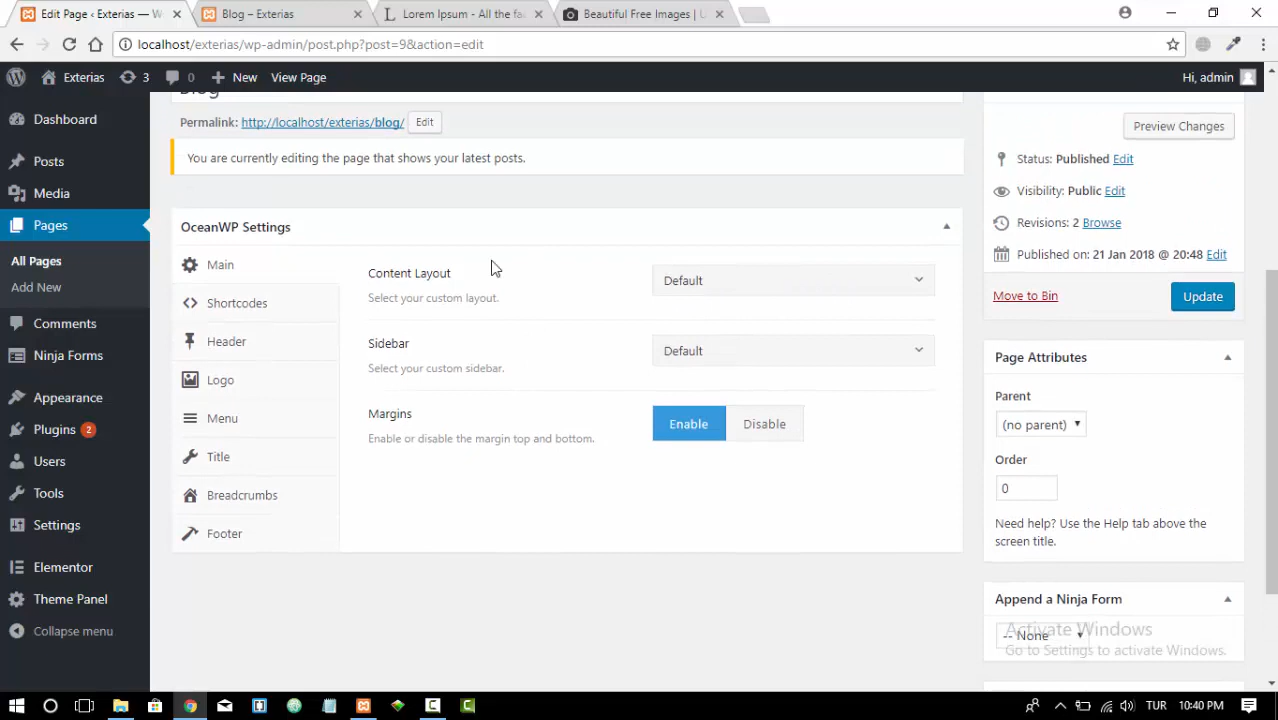 Edit Page ‹ Exterias — W
Blog – Exterias
Lorem Ipsum - All the fac
Beautiful Free Images | U
localhost/exterias/wp-admin/post.php?post=9&action=edit
Exterias 3 0 New View Page Hi, admin
Blog
Permalink: http://localhost/exterias/blog/ Edit
You are currently editing the page that shows your latest posts.
Dashboard
Posts
Media
Pages
All Pages
Add New
Comments
Ninja Forms
Appearance
Plugins 2
Users
Tools
Settings
Elementor
Theme Panel
Collapse menu
OceanWP Settings
Main
Shortcodes
Header
Logo
Menu
Title
Breadcrumbs
Footer
Content Layout
Select your custom layout.
Default
Sidebar
Select your custom sidebar.
Default
Margins
Enable or disable the margin top and bottom.
Enable Disable
Preview Changes
Status: Published Edit
Visibility: Public Edit
Revisions: 2 Browse
Published on: 21 Jan 2018 @ 20:48 Edit
Move to Bin Update
Page Attributes
Parent
(no parent)
Order
0
Need help? Use the Help tab above the
screen title.
Append a Ninja Form
-- None
Activate Windows
Go to Settings to activate Windows.
TUR 10:40 PM